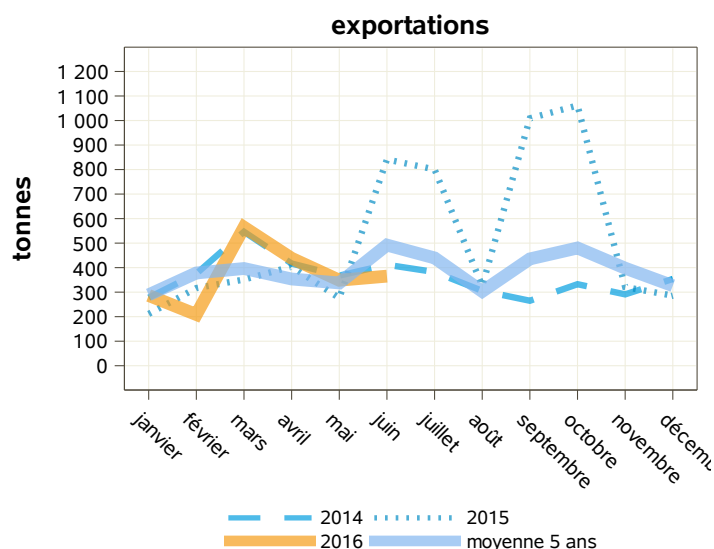 exportations
tonnes
1 200
1 100
1 000
900
800
700
600
500
400
300
200
100
0
janvier
février
mars
avril
mai
juin
juillet
août
septembre
octobre
novembre
décemb
2014
2015
2016
moyenne 5 ans